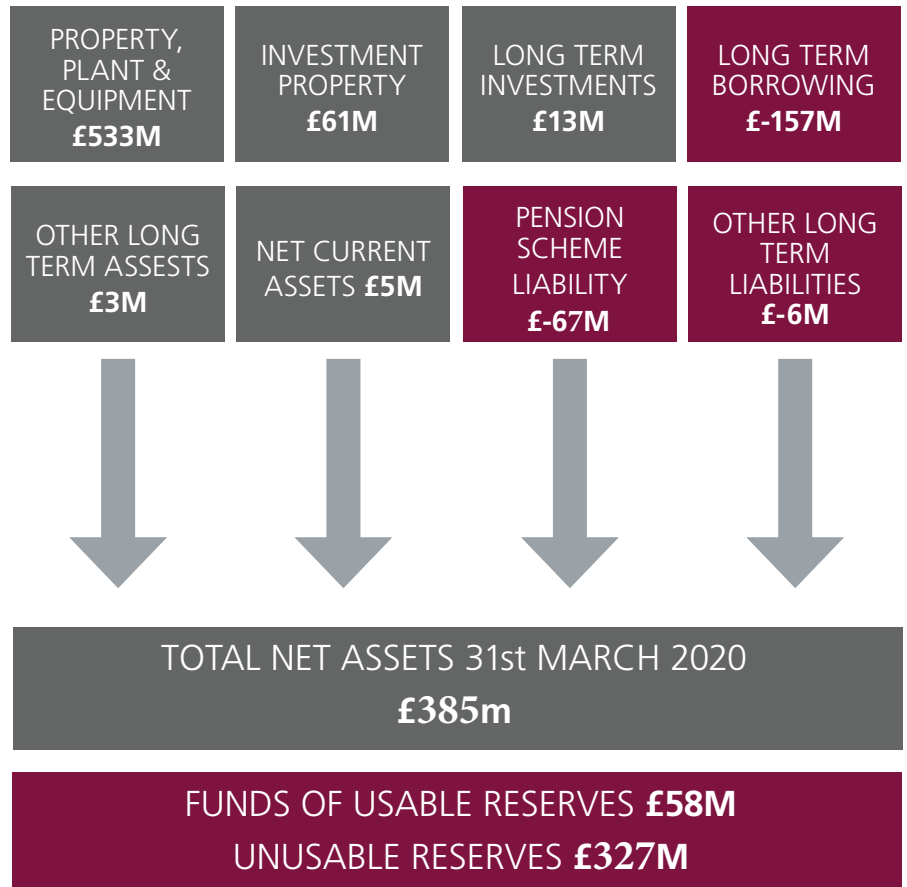 PROPERTY,
PLANT &
EQUIPMENT
£533M
INVESTMENT
PROPERTY
£61M
LONG TERM
INVESTMENTS
£13M
LONG TERM
BORROWING
£-157M
OTHER LONG
TERM ASSESTS
£3M
NET CURRENT
ASSETS £5M
PENSION
SCHEME
LIABILITY
£-67M
OTHER LONG
TERM
LIABILITIES
£-6M
TOTAL NET ASSETS 31st MARCH 2020
£385m
FUNDS OF USABLE RESERVES £58M
UNUSABLE RESERVES £327M